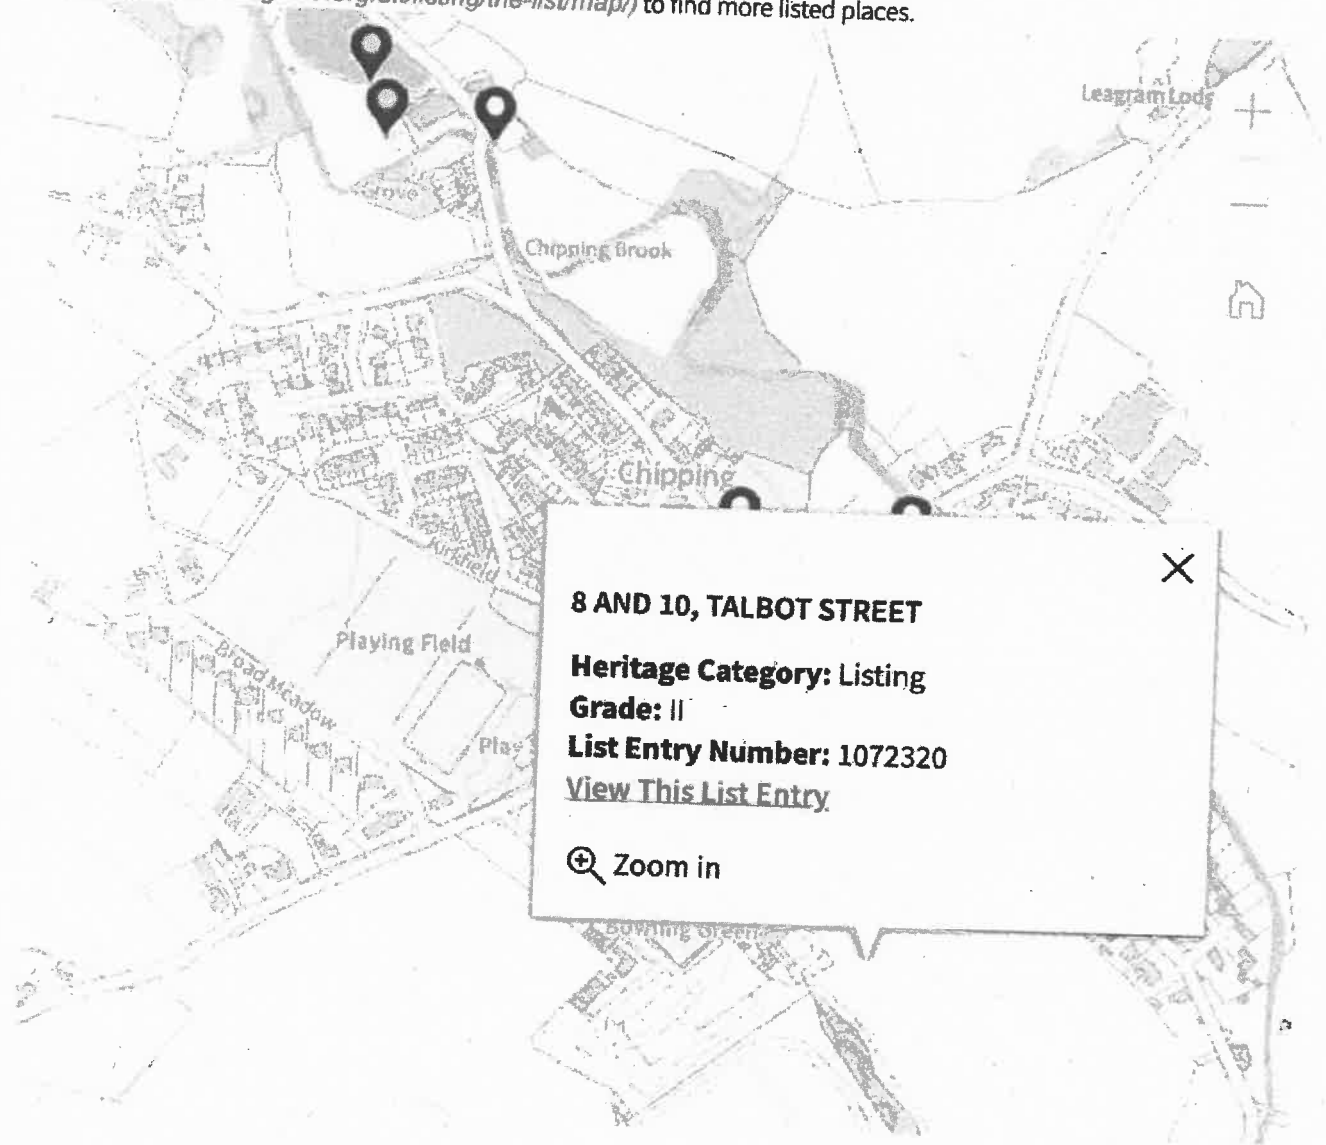 to find more listed places.
Leagram Lodg
Grove
Chipping Brook
Chipping
Kirkfield
Playing Field
Broad Meadow
Play
8 AND 10, TALBOT STREET
Heritage Category: Listing
Grade: II
List Entry Number: 1072320
View This List Entry
Zoom in
Bowling Green